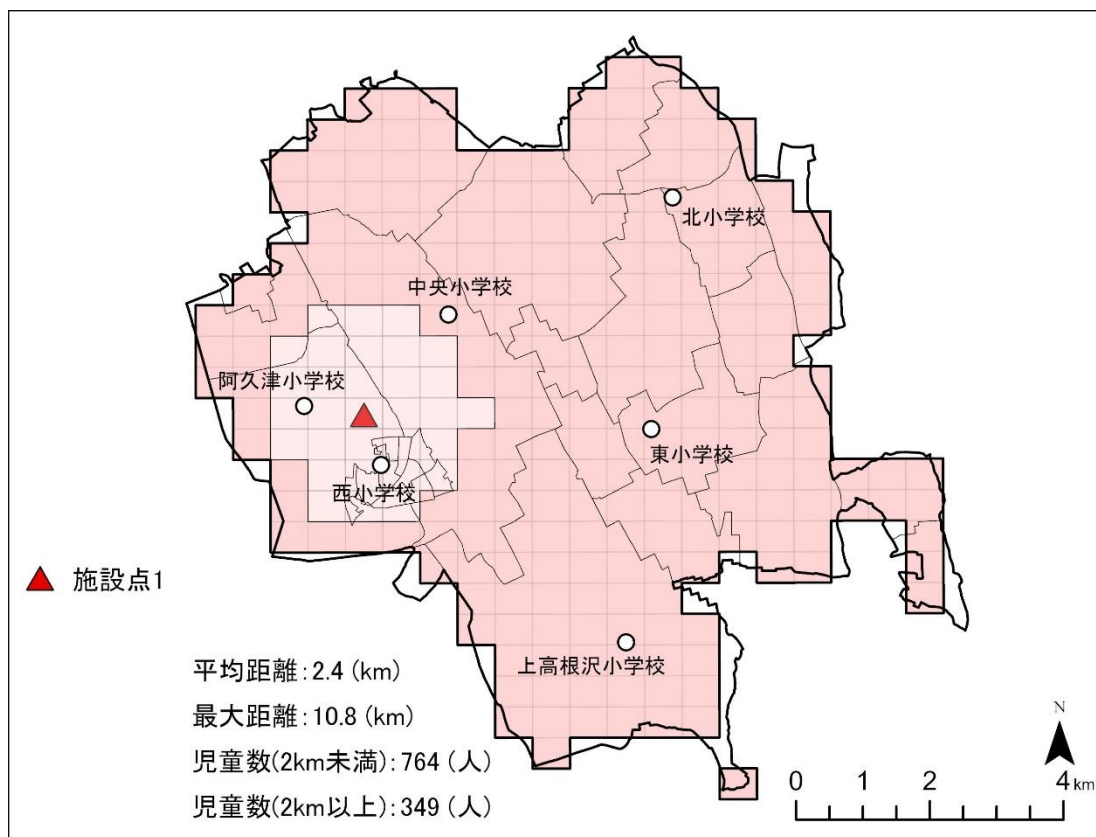 北小学校
中央小学校
阿久津小学校
東小学校
西小学校
施設点1
上高根沢小学校
平均距離:2.4 (km)
最大距離:10.8 (km)
児童数(2km未満):764 (人)
児童数(2km以上):349 (人)
N
0 1 2 4 km